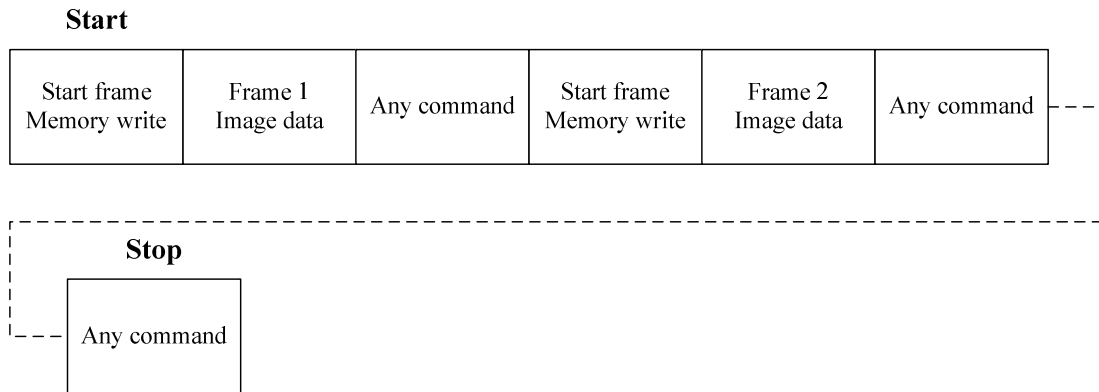 Start
Start frame
Memory write
Frame 1
Image data
Any command
Start frame
Memory write
Frame 2
Image data
Any command
Stop
Any command